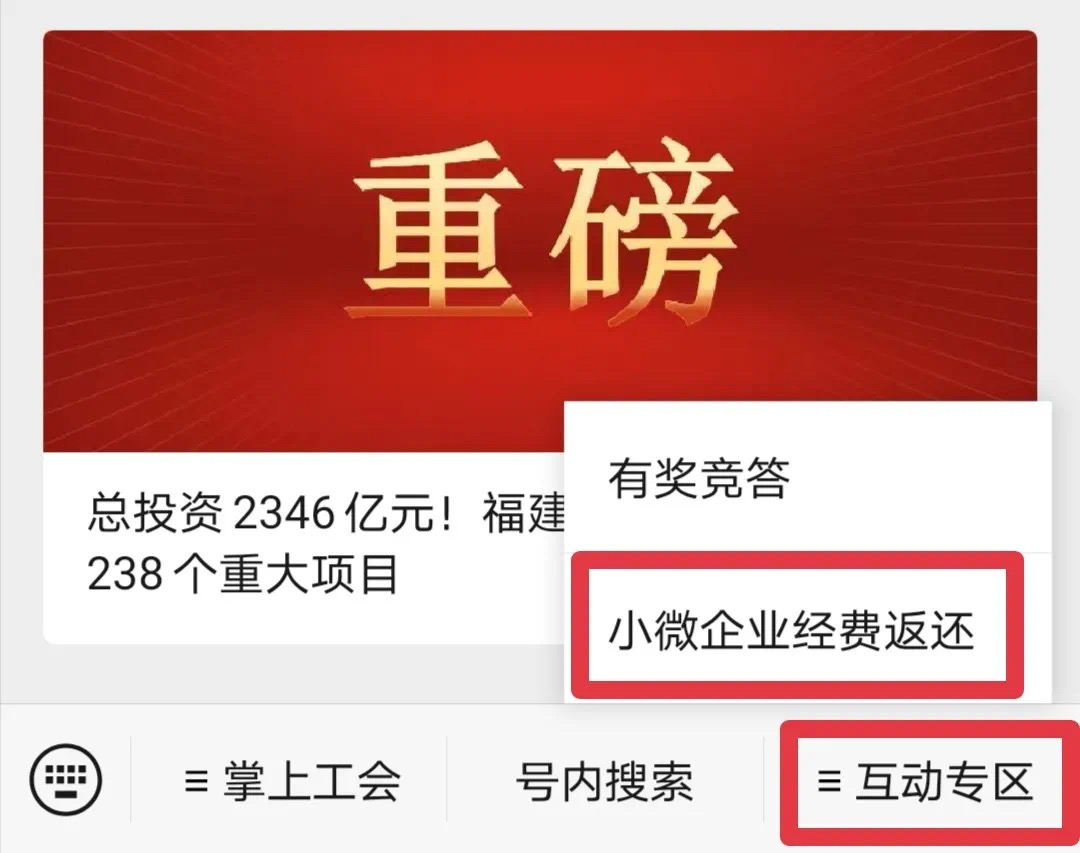 重磅
总投资2346亿元！福建
238个重大项目
有奖竞答
小微企业经费返还
≡ 掌上工会
号内搜索
≡ 互动专区